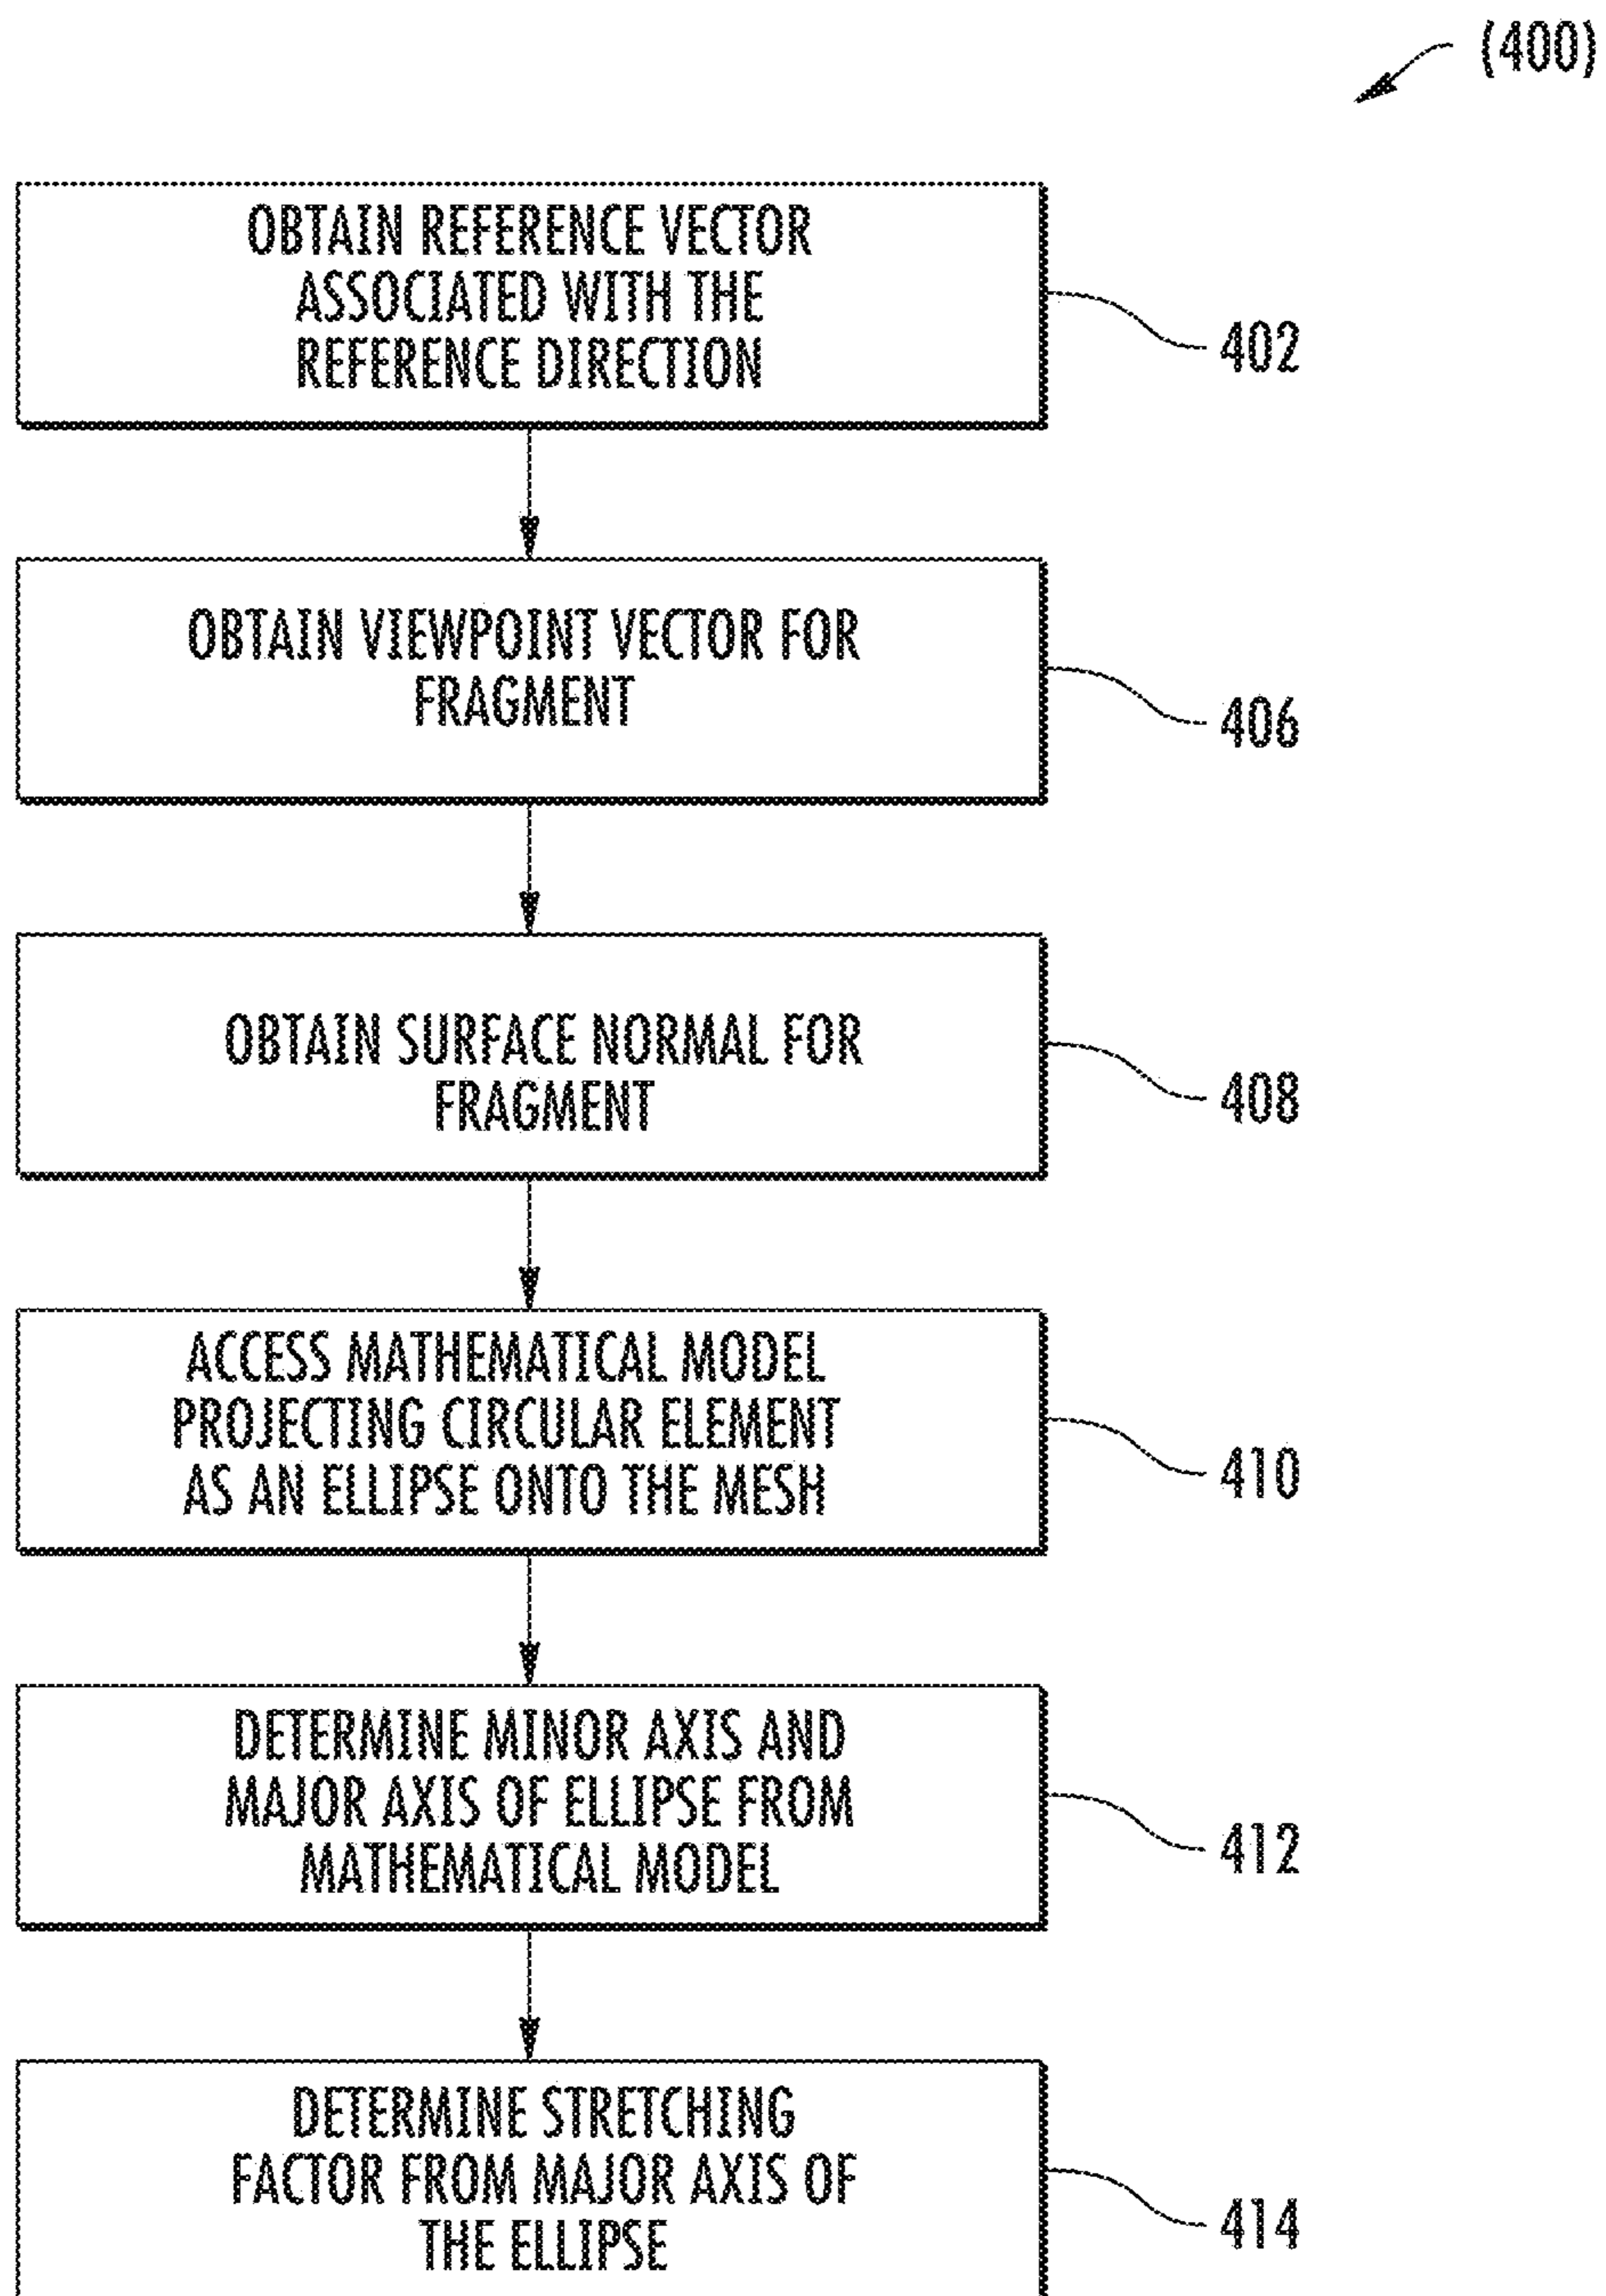 (400)
OBTAIN REFERENCE VECTOR
ASSOCIATED WITH THE
REFERENCE DIRECTION
402
OBTAIN VIEWPOINT VECTOR FOR
FRAGMENT
406
OBTAIN SURFACE NORMAL FOR
FRAGMENT
408
ACCESS MATHEMATICAL MODEL
PROJECTING CIRCULAR ELEMENT
AS AN ELLIPSE ONTO THE MESH
410
DETERMINE MINOR AXIS AND
MAJOR AXIS OF ELLIPSE FROM
MATHEMATICAL MODEL
412
DETERMINE STRETCHING
FACTOR FROM MAJOR AXIS OF
THE ELLIPSE
414